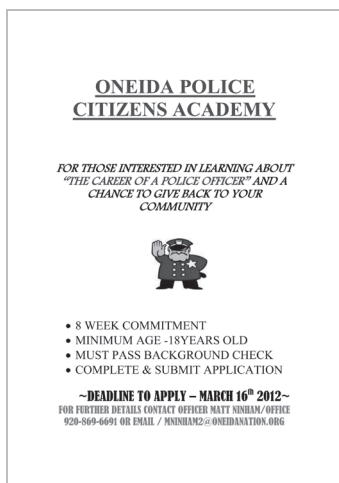 ONEIDA POLICE
CITIZENS ACADEMY
FOR THOSE INTERESTED IN LEARNING ABOUT
“THE CAREER OF A POLICE OFFICER” AND A
CHANCE TO GIVE BACK TO YOUR
COMMUNITY
• 8 WEEK COMMITMENT
• MINIMUM AGE -18YEARS OLD
• MUST PASS BACKGROUND CHECK
• COMPLETE & SUBMIT APPLICATION
~DEADLINE TO APPLY – MARCH 16th 2012~
FOR FURTHER DETAILS CONTACT OFFICER MATT NINHAM/OFFICE
920-869-6691 OR EMAIL / MNINHAM2@ONEIDANATION.ORG